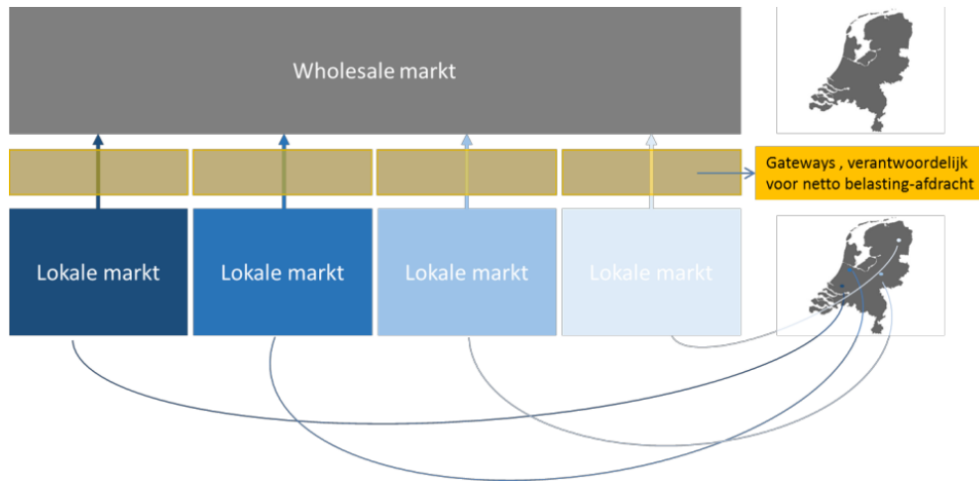 Wholesale markt
Gateways , verantwoordelijk
voor netto belasting-afdracht
Lokale markt
Lokale markt
Lokale markt
Lokale markt